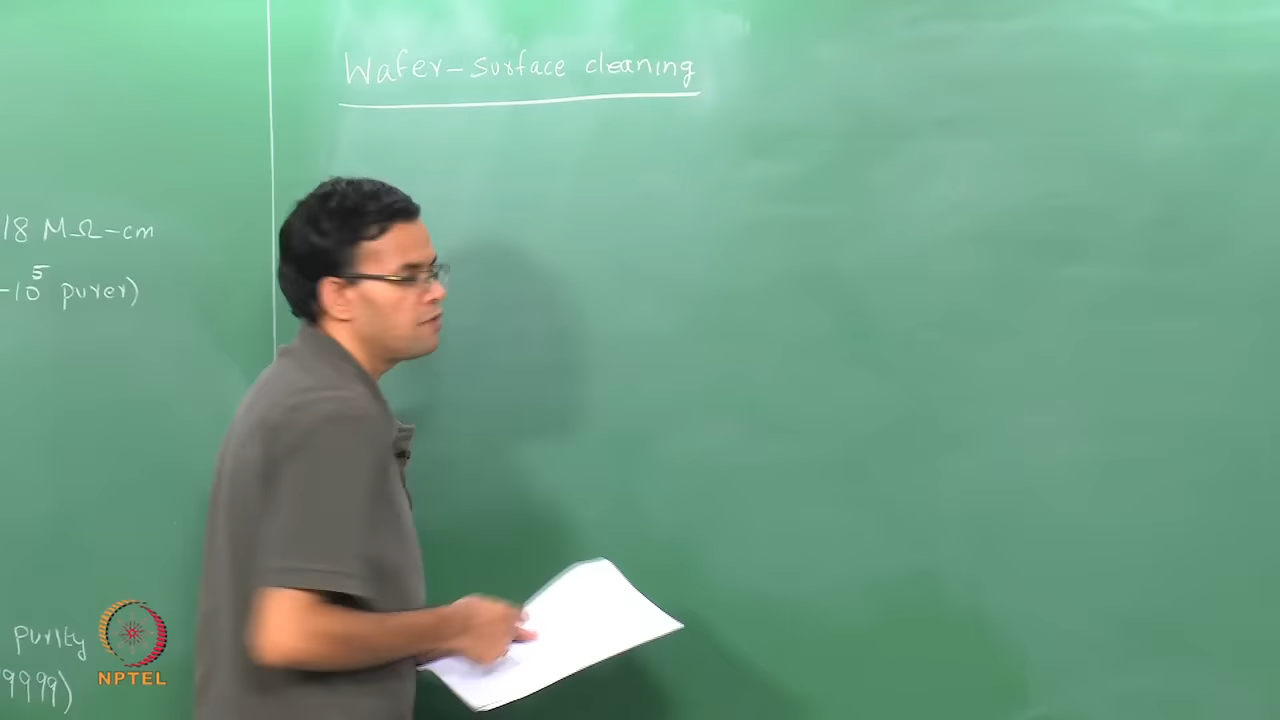 Wafer-surface cleaning
18 MΩ-cm
-10⁵ purer)
purity
9999)
NPTEL